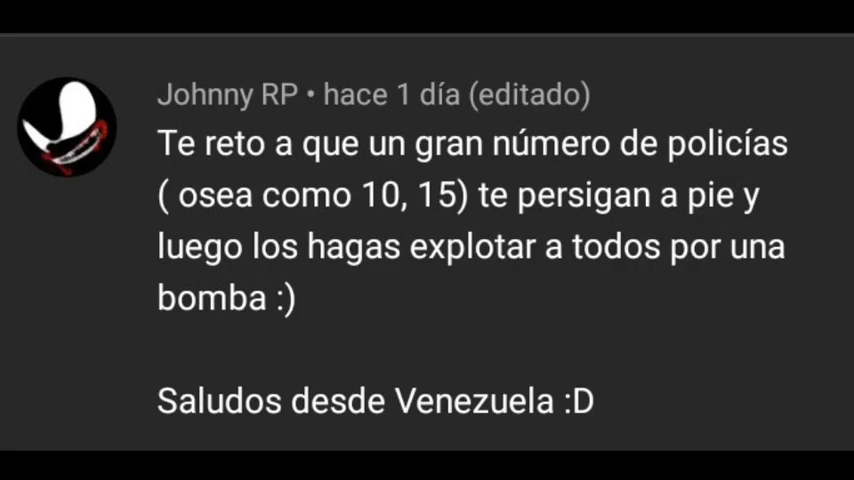 Johnny RP • hace 1 día (editado)
Te reto a que un gran número de policías
( osea como 10, 15) te persigan a pie y
luego los hagas explotar a todos por una
bomba :)
Saludos desde Venezuela :D